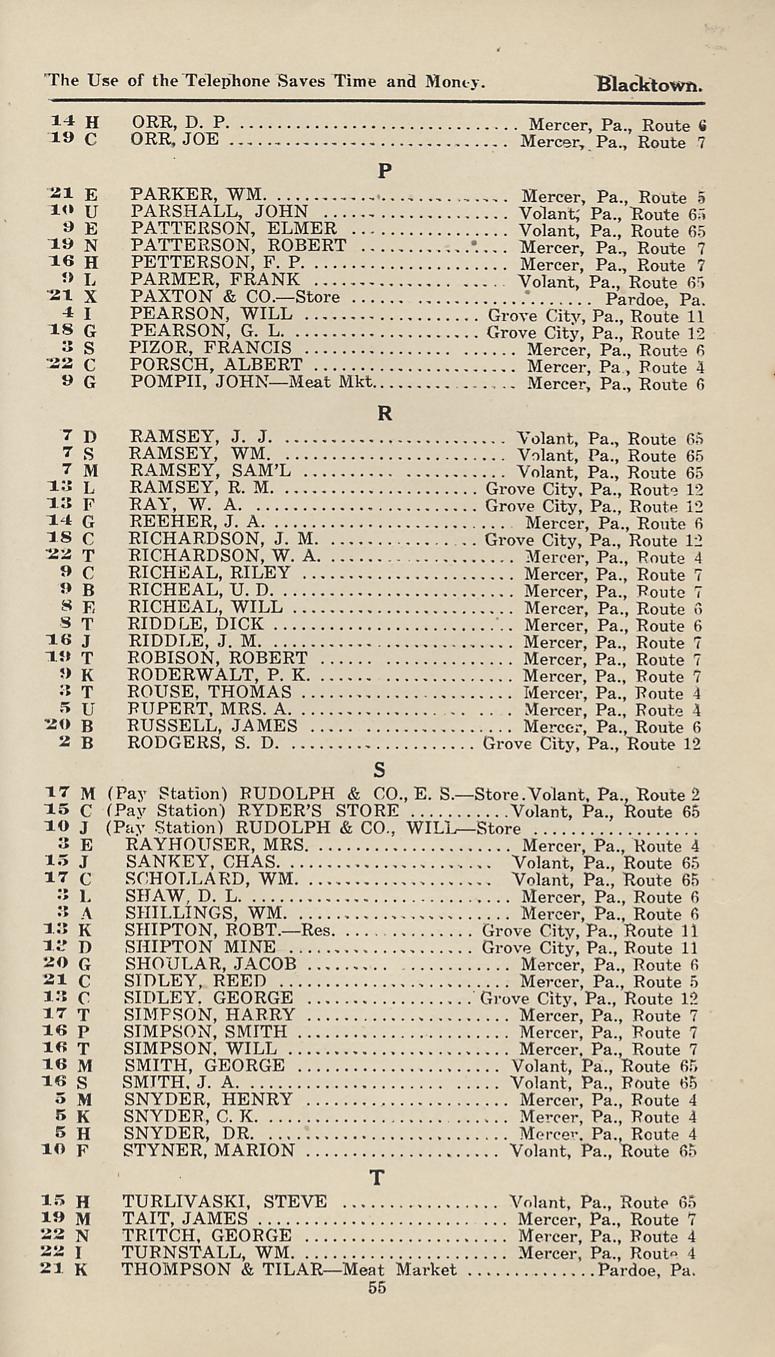 The Use of the Telephone Saves Time and Money. Blacktown.
14 H ORR, D. P. .............................. Mercer, Pa., Route 6
19 C ORR, JOE .............................. Mercer, Pa., Route 7
P
21 E PARKER, WM. .......................... Mercer, Pa., Route 5
10 U PARSHALL, JOHN ................... Volant, Pa., Route 65
9 E PATTERSON, ELMER ................ Volant, Pa., Route 65
19 N PATTERSON, ROBERT ............... Mercer, Pa., Route 7
16 H PETTERSON, F. P. ..................... Mercer, Pa., Route 7
9 L PARMER, FRANK ..................... Volant, Pa., Route 65
21 X PAXTON & CO.—Store ........................ Pardoe, Pa.
4 I PEARSON, WILL ................. Grove City, Pa., Route 11
18 G PEARSON, G. L. .................... Grove City, Pa., Route 12
3 S PIZOR, FRANCIS ...................... Mercer, Pa., Route 6
22 C PORSCH, ALBERT ..................... Mercer, Pa., Route 4
9 G POMPII, JOHN—Meat Mkt............... Mercer, Pa., Route 6
R
7 D RAMSEY, J. J. ........................ Volant, Pa., Route 65
7 S RAMSEY, WM. ........................ Volant, Pa., Route 65
7 M RAMSEY, SAM'L ...................... Volant, Pa., Route 65
13 L RAMSEY, R. M. .................... Grove City, Pa., Route 12
13 F RAY, W. A. ........................ Grove City, Pa., Route 12
14 G REEHER, J. A. ......................... Mercer, Pa., Route 6
18 C RICHARDSON, J. M. ............... Grove City, Pa., Route 12
22 T RICHARDSON, W. A. .................... Mercer, Pa., Route 4
9 C RICHEAL, RILEY ...................... Mercer, Pa., Route 7
9 B RICHEAL, U. D. ........................ Mercer, Pa., Route 7
8 E RICHEAL, WILL ....................... Mercer, Pa., Route 6
8 T RIDDLE, DICK ......................... Mercer, Pa., Route 6
16 J RIDDLE, J. M. ......................... Mercer, Pa., Route 7
19 T ROBISON, ROBERT .................... Mercer, Pa., Route 7
9 K RODERWALT, P. K. .................... Mercer, Pa., Route 7
3 T ROUSE, THOMAS ...................... Mercer, Pa., Route 4
5 U RUPERT, MRS. A. ..................... Mercer, Pa., Route 4
20 B RUSSELL, JAMES ..................... Mercer, Pa., Route 6
2 B RODGERS, S. D. .................... Grove City, Pa., Route 12
S
17 M (Pay Station) RUDOLPH & CO., E. S.—Store.Volant, Pa., Route 2
15 C (Pay Station) RYDER'S STORE ...........Volant, Pa., Route 65
10 J (Pay Station) RUDOLPH & CO., WILL—Store .................
3 E RAYHOUSER, MRS. .................... Mercer, Pa., Route 4
15 J SANKEY, CHAS. ...................... Volant, Pa., Route 65
17 C SCHOLLARD, WM. ................... Volant, Pa., Route 65
3 L SHAW, D. L. ........................... Mercer, Pa., Route 6
3 A SHILLINGS, WM. ...................... Mercer, Pa., Route 6
13 K SHIPTON, ROBT.—Res. ............. Grove City, Pa., Route 11
12 D SHIPTON MINE ................... Grove City, Pa., Route 11
20 G SHOULAR, JACOB .................... Mercer, Pa., Route 6
21 C SIDLEY, REED ........................ Mercer, Pa., Route 5
13 C SIDLEY, GEORGE ................. Grove City, Pa., Route 12
17 T SIMPSON, HARRY ..................... Mercer, Pa., Route 7
16 P SIMPSON, SMITH ...................... Mercer, Pa., Route 7
16 T SIMPSON, WILL ....................... Mercer, Pa., Route 7
16 M SMITH, GEORGE ..................... Volant, Pa., Route 65
16 S SMITH, J. A. .......................... Volant, Pa., Route 65
5 M SNYDER, HENRY ..................... Mercer, Pa., Route 4
5 K SNYDER, C. K. ........................ Mercer, Pa., Route 4
5 H SNYDER, DR. ......................... Mercer, Pa., Route 4
10 F STYNER, MARION .................... Volant, Pa., Route 65
T
15 H TURLIVASKI, STEVE ................ Volant, Pa., Route 65
19 M TAIT, JAMES .......................... Mercer, Pa., Route 7
22 N TRITCH, GEORGE ..................... Mercer, Pa., Route 4
22 I TURNSTALL, WM. ..................... Mercer, Pa., Route 4
21 K THOMPSON & TILAR—Meat Market ..............Pardoe, Pa.
55